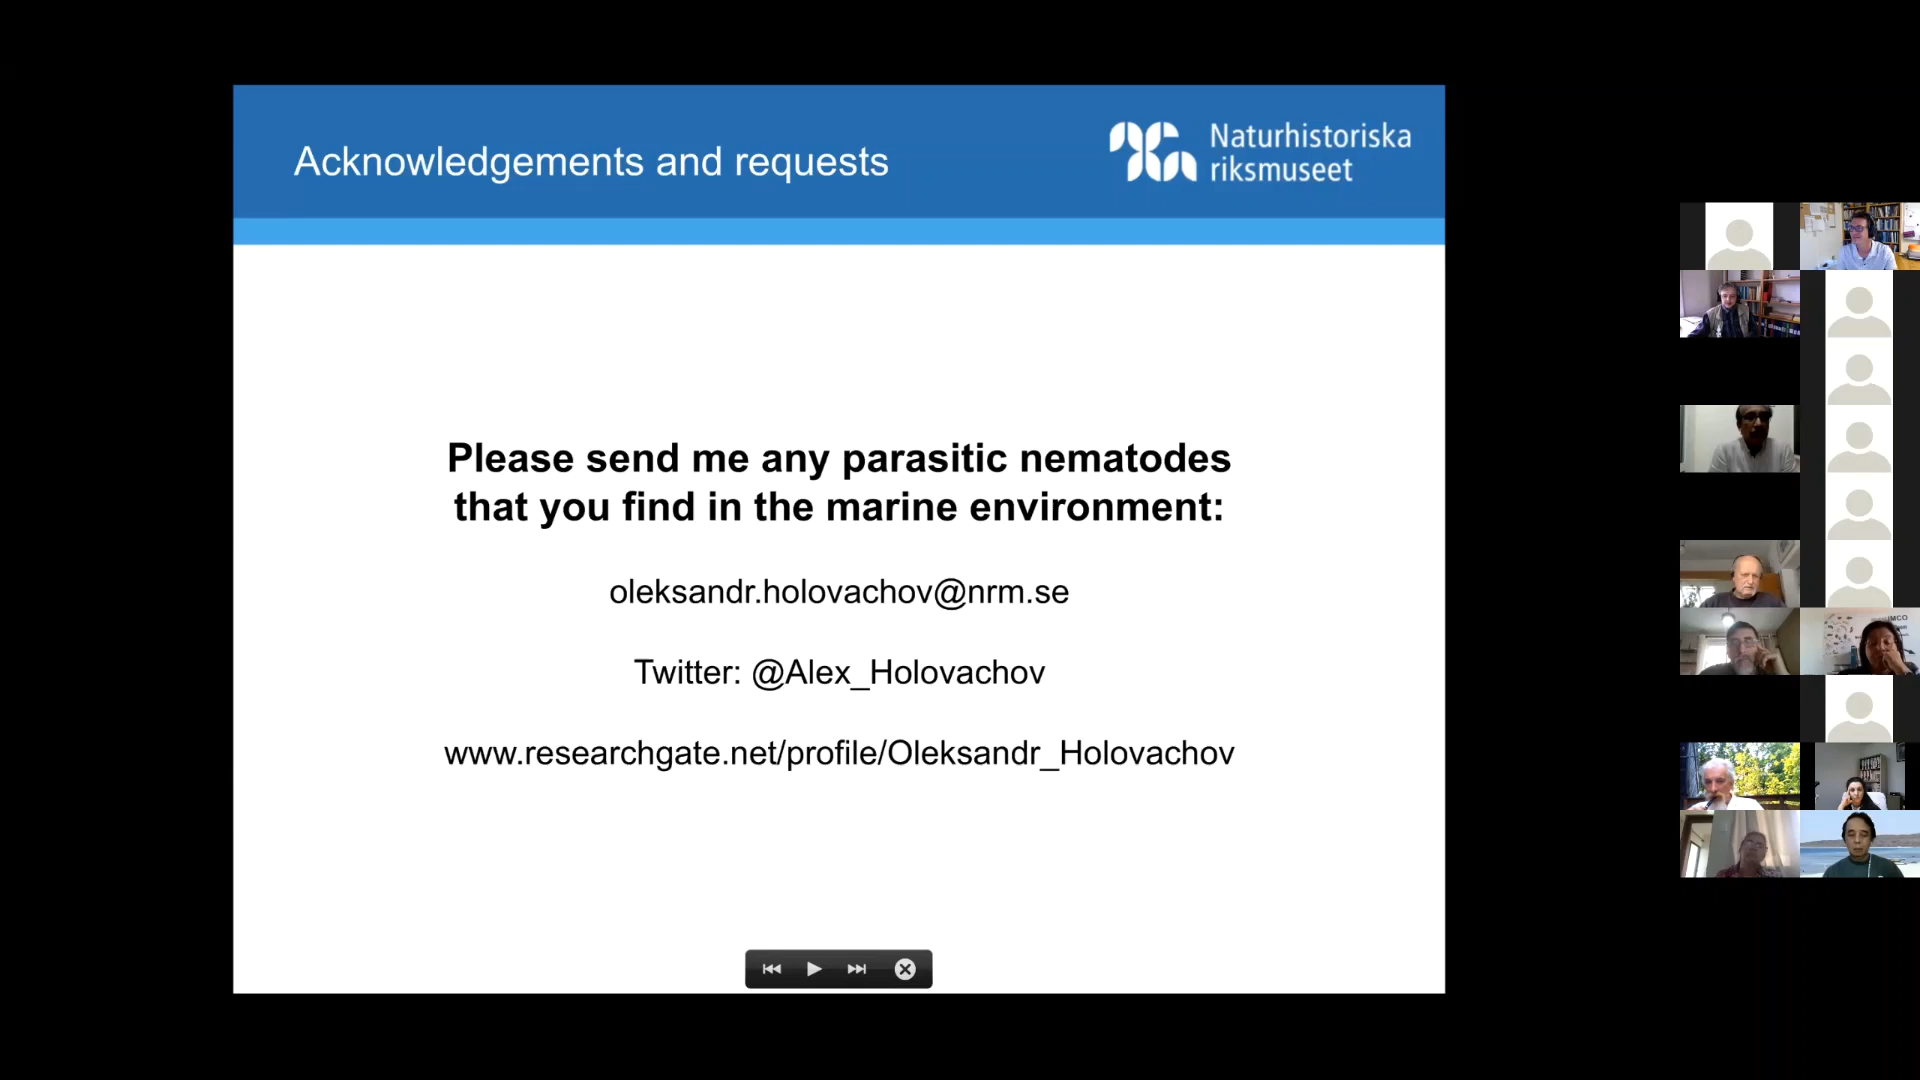 Acknowledgements and requests
Naturhistoriska
riksmuseet
Please send me any parasitic nematodes
that you find in the marine environment:
oleksandr.holovachov@nrm.se
Twitter: @Alex_Holovachov
www.researchgate.net/profile/Oleksandr_Holovachov